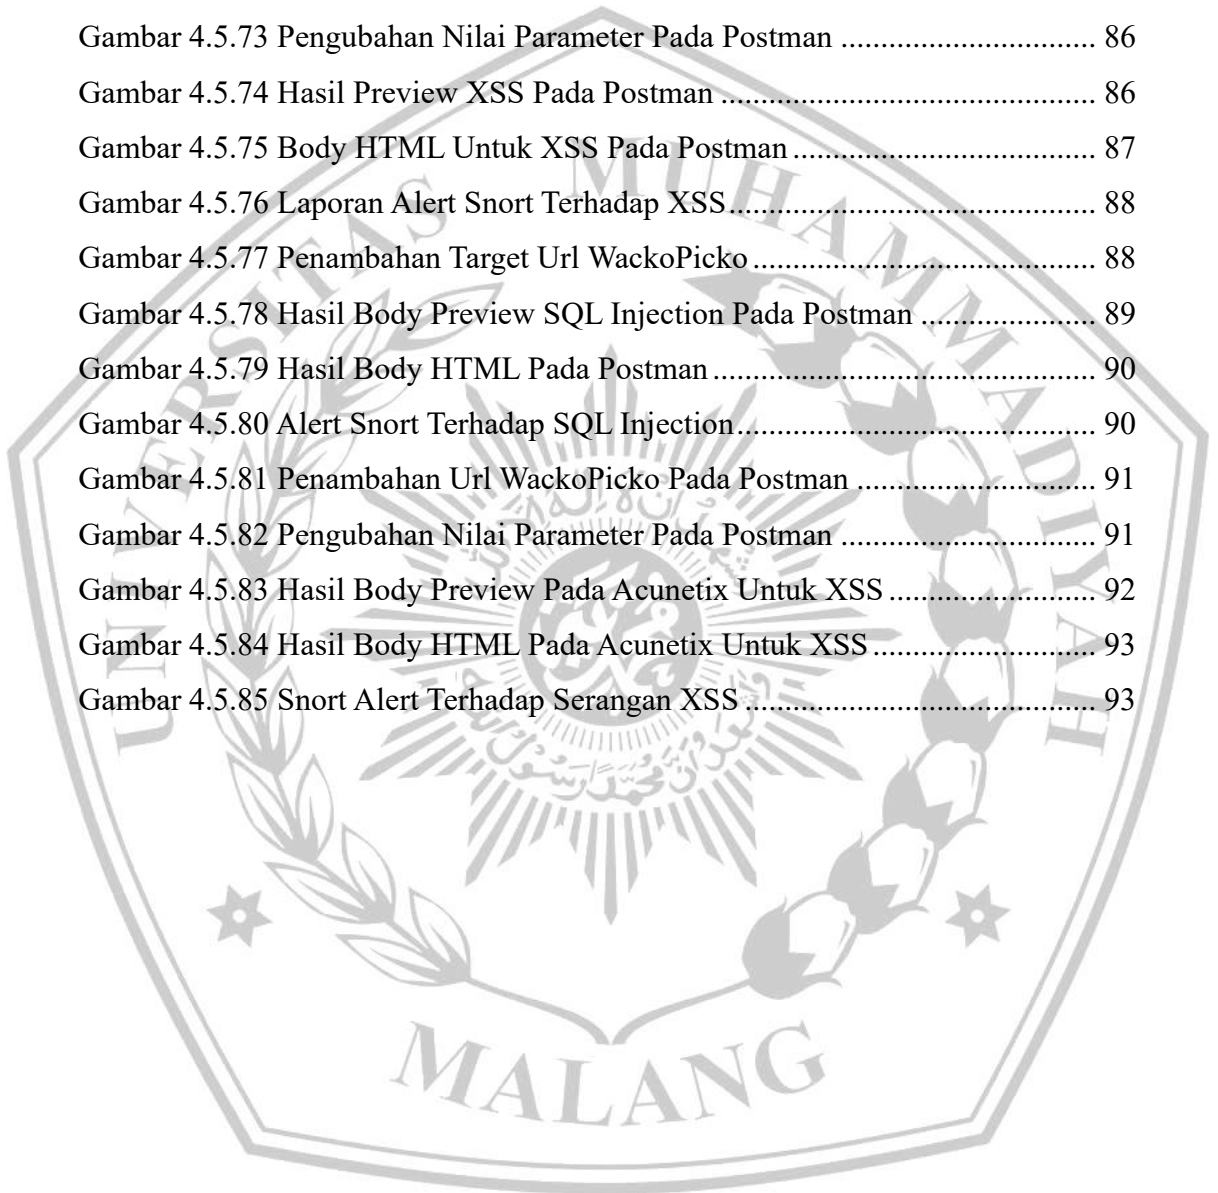 Gambar 4.5.73 Pengubahan Nilai Parameter Pada Postman ................................ 86
Gambar 4.5.74 Hasil Preview XSS Pada Postman ............................................... 86
Gambar 4.5.75 Body HTML Untuk XSS Pada Postman ...................................... 87
Gambar 4.5.76 Laporan Alert Snort Terhadap XSS .............................................. 88
Gambar 4.5.77 Penambahan Target Url WackoPicko ........................................... 88
Gambar 4.5.78 Hasil Body Preview SQL Injection Pada Postman ...................... 89
Gambar 4.5.79 Hasil Body HTML Pada Postman ................................................ 90
Gambar 4.5.80 Alert Snort Terhadap SQL Injection ............................................. 90
Gambar 4.5.81 Penambahan Url WackoPicko Pada Postman .............................. 91
Gambar 4.5.82 Pengubahan Nilai Parameter Pada Postman ................................ 91
Gambar 4.5.83 Hasil Body Preview Pada Acunetix Untuk XSS .......................... 92
Gambar 4.5.84 Hasil Body HTML Pada Acunetix Untuk XSS ............................ 93
Gambar 4.5.85 Snort Alert Terhadap Serangan XSS ............................................ 93
UNIVERSITAS MUHAMMADIYAH
MALANG